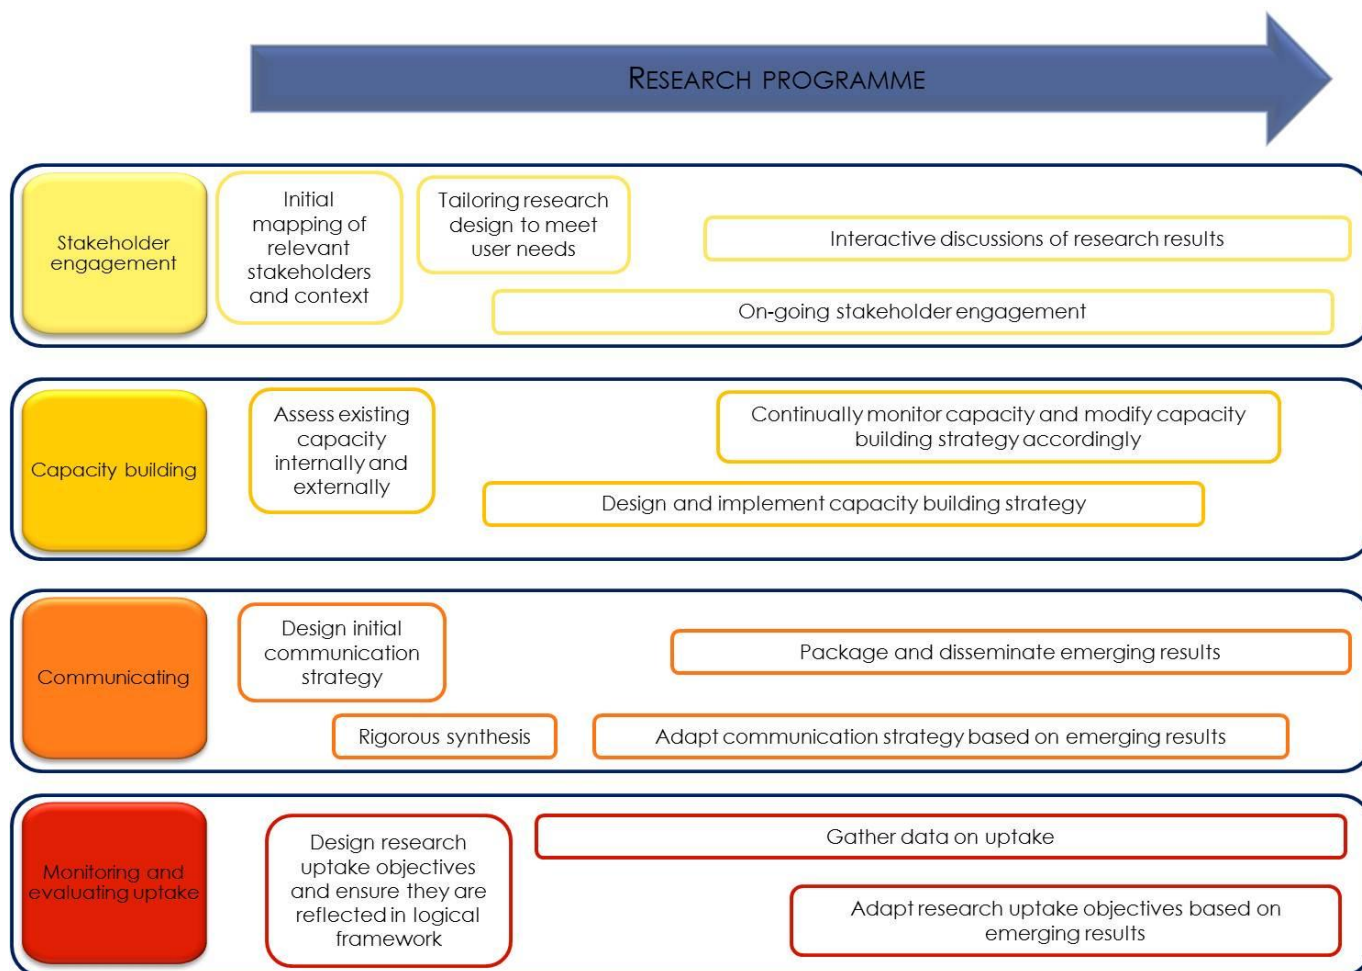 RESEARCH PROGRAMME
Stakeholder
engagement
Initial
mapping of
relevant
stakeholders
and context
Tailoring research
design to meet
user needs
Interactive discussions of research results
On-going stakeholder engagement
Capacity building
Assess existing
capacity
internally and
externally
Continually monitor capacity and modify capacity
building strategy accordingly
Design and implement capacity building strategy
Communicating
Design initial
communication
strategy
Package and disseminate emerging results
Rigorous synthesis
Adapt communication strategy based on emerging results
Monitoring and
evaluating uptake
Design research
uptake objectives
and ensure they are
reflected in logical
framework
Gather data on uptake
Adapt research uptake objectives based on
emerging results